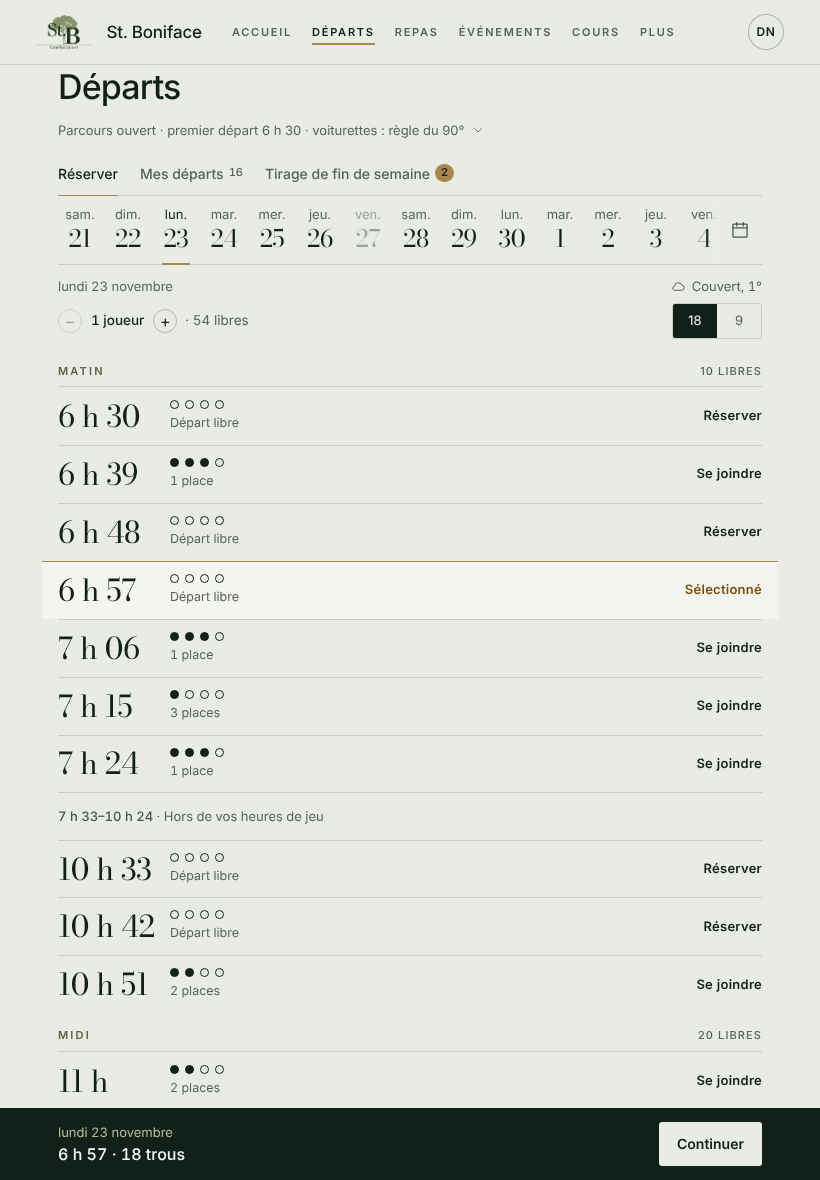 St.B
St. Boniface
ACCUEIL DÉPARTS REPAS ÉVÉNEMENTS COURS PLUS
DN
Départs
Parcours ouvert · premier départ 6 h 30 · voiturettes : règle du 90°
Réserver Mes départs 16 Tirage de fin de semaine 2
sam. dim. lun. mar. mer. jeu. ven. sam. dim. lun. mar. mer. jeu. ven.
21 22 23 24 25 26 27 28 29 30 1 2 3 4
lundi 23 novembre
Couvert, 1°
− 1 joueur + · 54 libres
18 9
MATIN 10 LIBRES
6 h 30
Départ libre
Réserver
6 h 39
1 place
Se joindre
6 h 48
Départ libre
Réserver
6 h 57
Départ libre
Sélectionné
7 h 06
1 place
Se joindre
7 h 15
3 places
Se joindre
7 h 24
1 place
Se joindre
7 h 33–10 h 24 · Hors de vos heures de jeu
10 h 33
Départ libre
Réserver
10 h 42
Départ libre
Réserver
10 h 51
2 places
Se joindre
MIDI 20 LIBRES
11 h
2 places
Se joindre
lundi 23 novembre
6 h 57 · 18 trous
Continuer